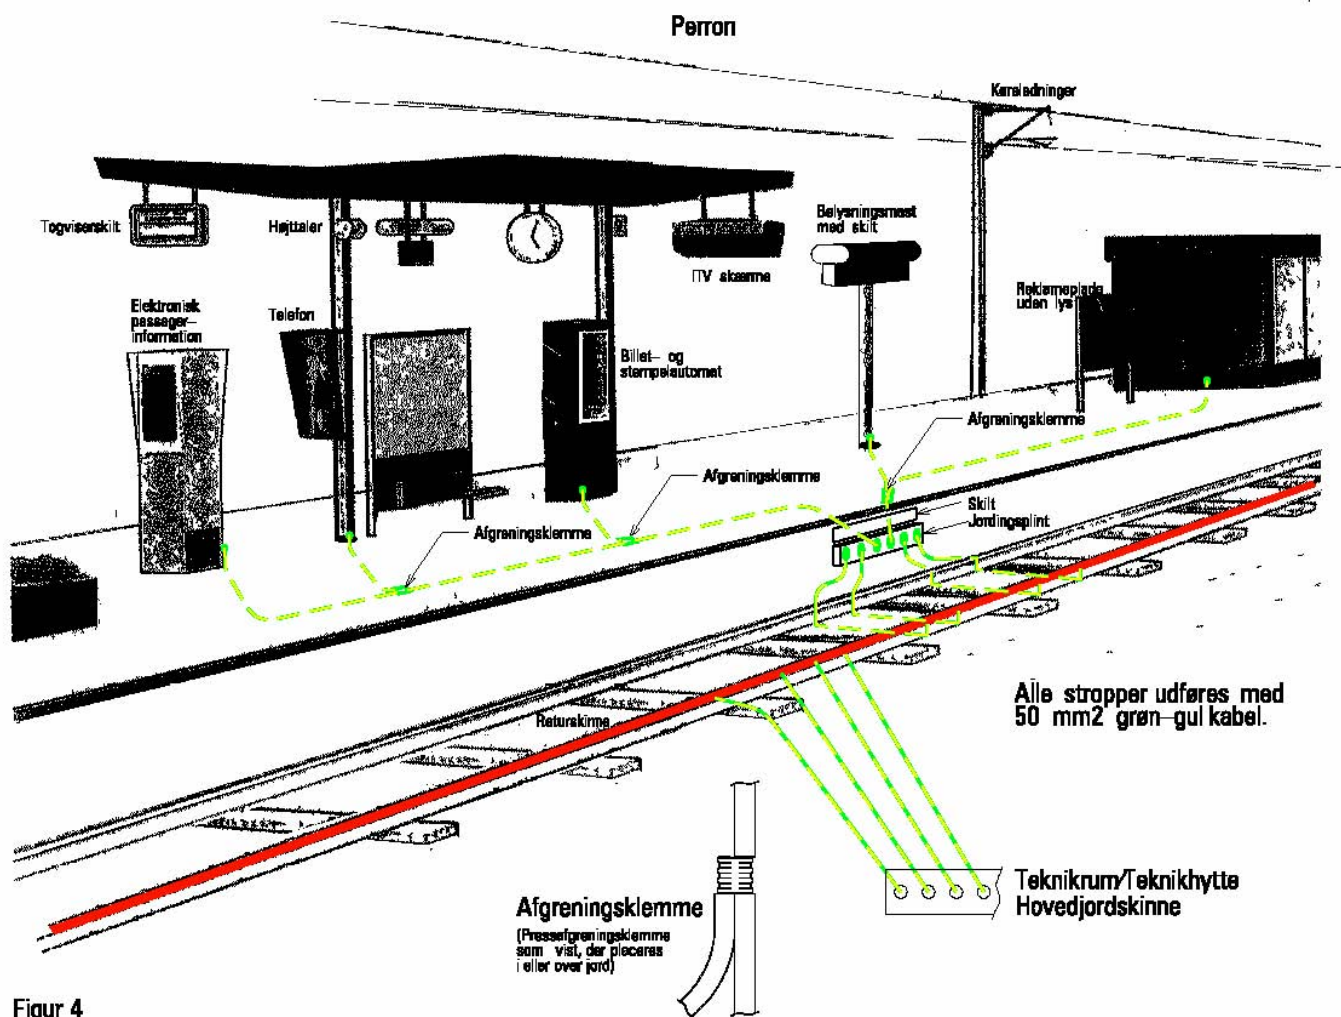 Perron
Køreledninger
Togviserskilt
Højttaler
Belysningsmast
med skilt
ITV skærme
Reklameplade
uden lys
Elektronisk
passager–
information
Telefon
Billet– og
stempelautomat
Afgreningsklemme
Afgreningsklemme
Afgreningsklemme
Skilt
Jordingsplint
Returskinne
Alle stropper udføres med
50 mm2 grøn–gul kabel.
Teknikrum/Teknikhytte
Hovedjordskinne
Afgreningsklemme
(Pressafgreningsklemme
som vist, der placeres
i eller over jord)
Figur 4